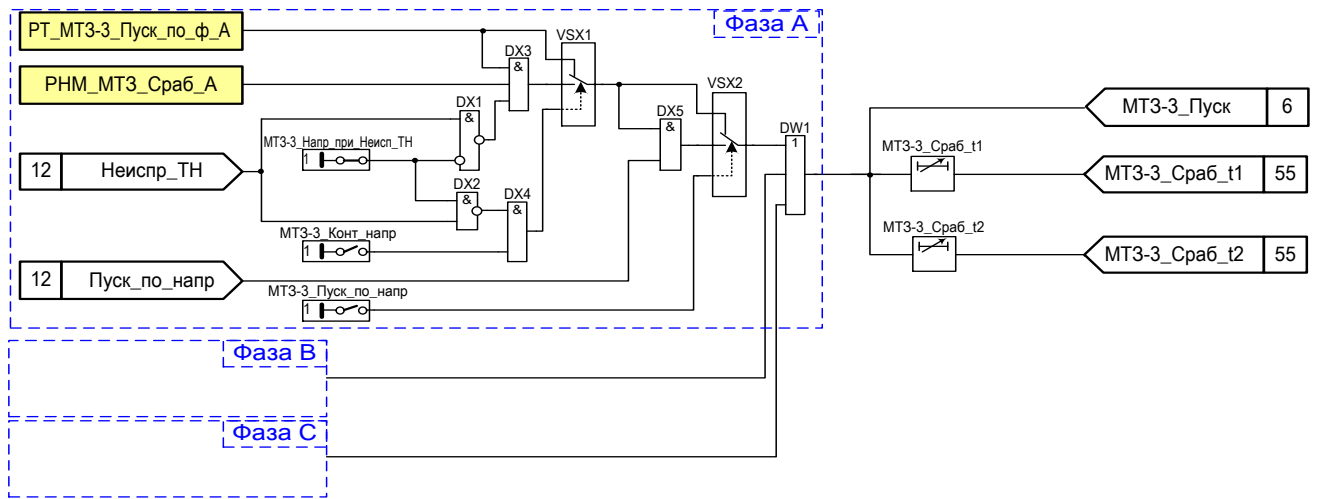 Фаза A
РТ_МТЗ-3_Пуск_по_ф_А
VSX1
DX3
&
РНМ_МТЗ_Сраб_А
VSX2
DX1
&
DX5
&
МТЗ-3_Пуск 6
DW1
1
МТЗ-3_Напр_при_Неисп_ТН
1
МТЗ-3_Сраб_t1
12 Неиспр_ТН
МТЗ-3_Сраб_t1 55
DX2
&
DX4
&
МТЗ-3_Конт_напр
1
МТЗ-3_Сраб_t2
МТЗ-3_Сраб_t2 55
12 Пуск_по_напр
МТЗ-3_Пуск_по_напр
1
Фаза B
Фаза C